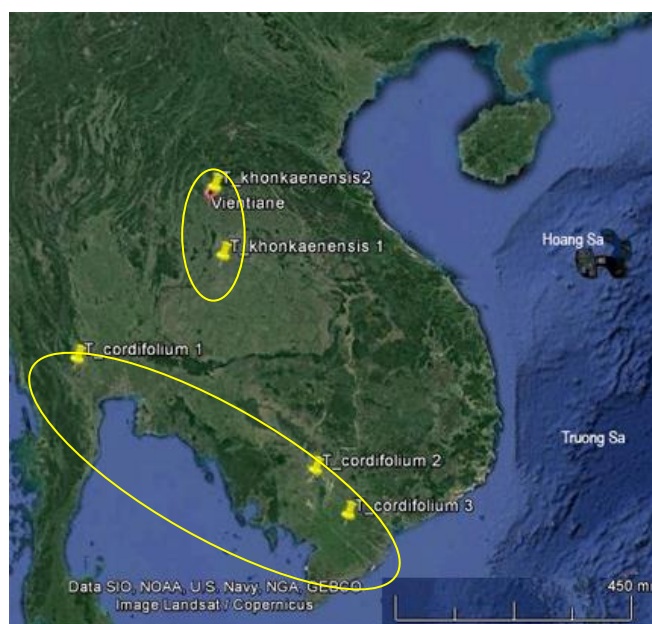 T_khonkaenensis2
Vientiane
T_khonkaenensis 1
Hoang Sa
T_cordifolium 1
Truong Sa
T_cordifolium 2
T_cordifolium 3
Data SIO, NOAA, U.S. Navy, NGA, GEBCO
Image Landsat / Copernicus
450 mi